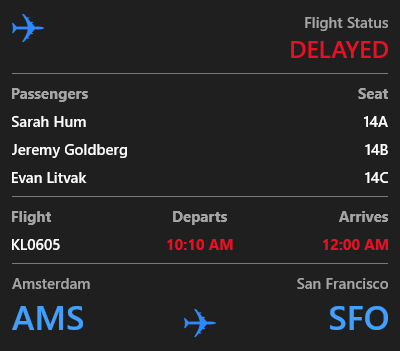 Flight Status
DELAYED
Passengers Seat
Sarah Hum 14A
Jeremy Goldberg 14B
Evan Litvak 14C
Flight Departs Arrives
KL0605 10:10 AM 12:00 AM
Amsterdam San Francisco
AMS SFO